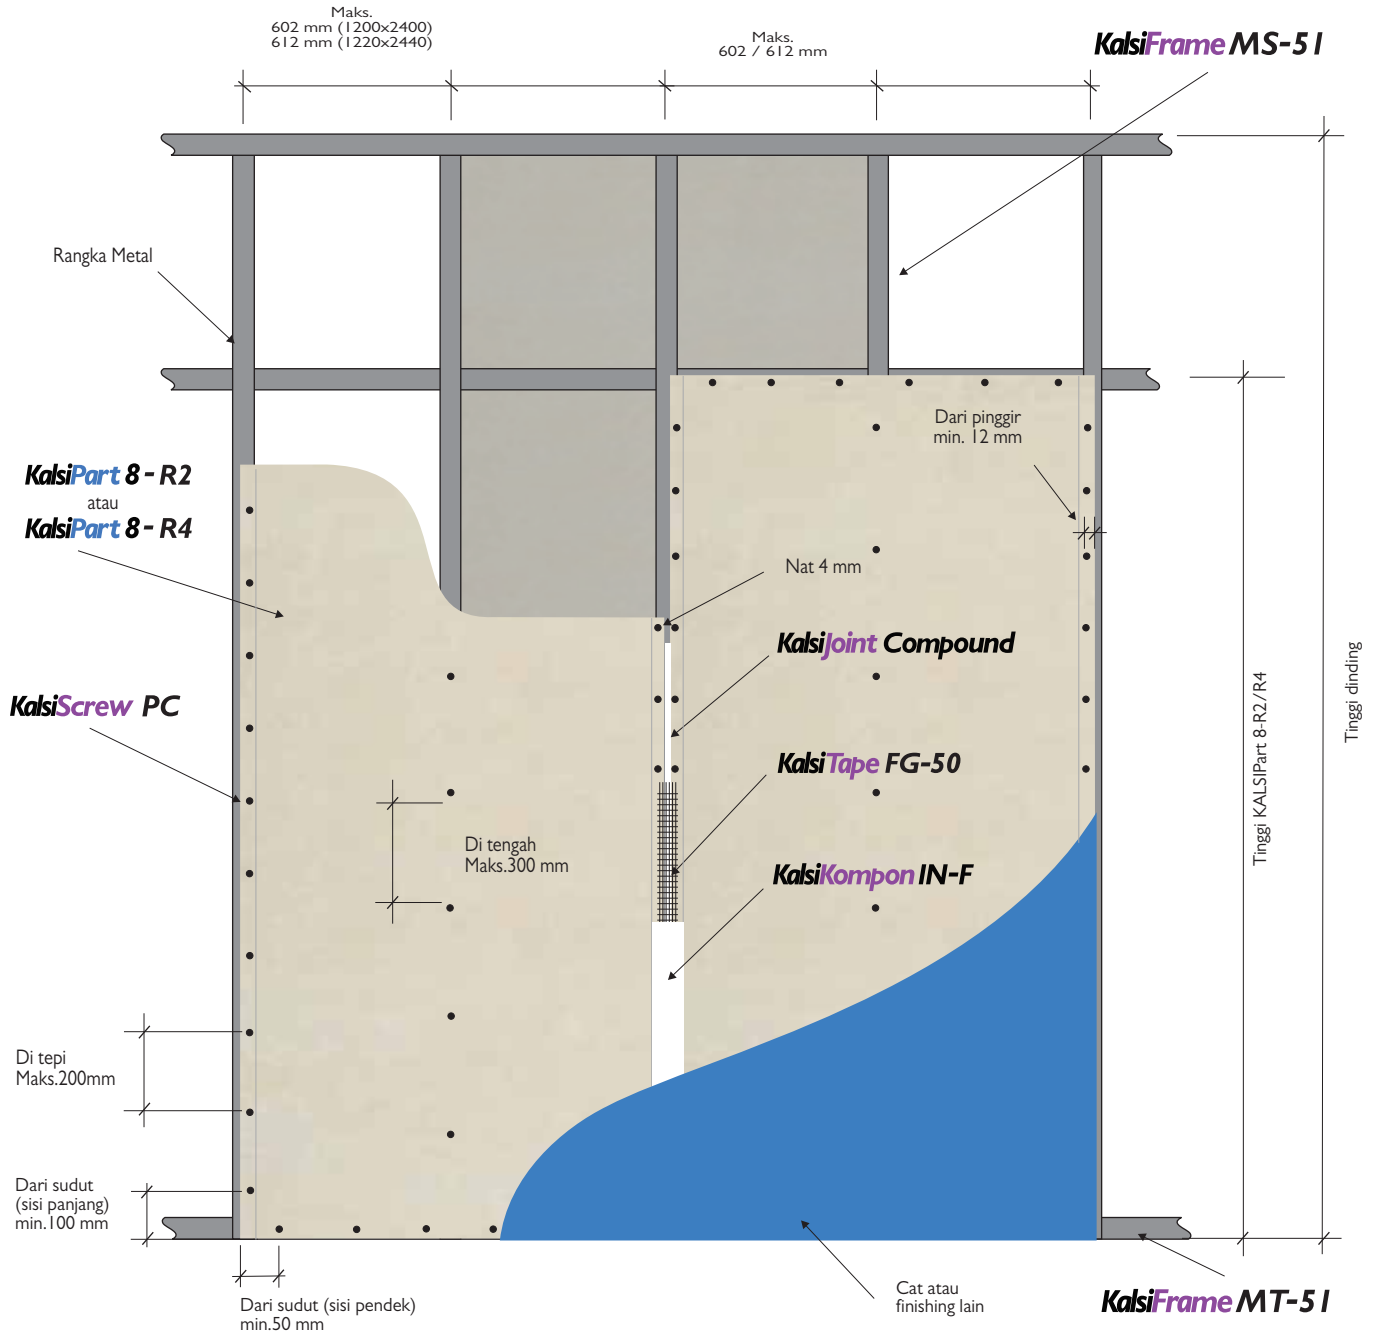 Maks.
602 mm (1200x2400)
612 mm (1220x2440)
Maks.
602 / 612 mm
KalsiFrame MS-51
Rangka Metal
Dari pinggir
min. 12 mm
KalsiPart 8 - R2
atau
KalsiPart 8 - R4
Nat 4 mm
KalsiJoint Compound
Tinggi dinding
Tinggi KALSIPart 8-R2/R4
KalsiScrew PC
KalsiTape FG-50
Di tengah
Maks.300 mm
KalsiKompon IN-F
Di tepi
Maks.200mm
Dari sudut
(sisi panjang)
min.100 mm
Cat atau
finishing lain
KalsiFrame MT-51
Dari sudut (sisi pendek)
min.50 mm